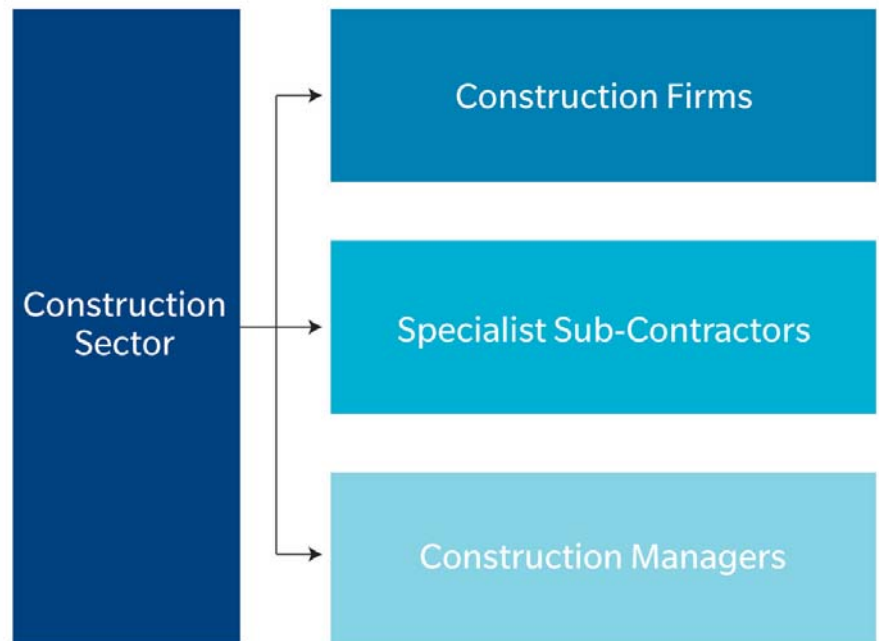 Construction
Sector
Construction Firms
Specialist Sub-Contractors
Construction Managers